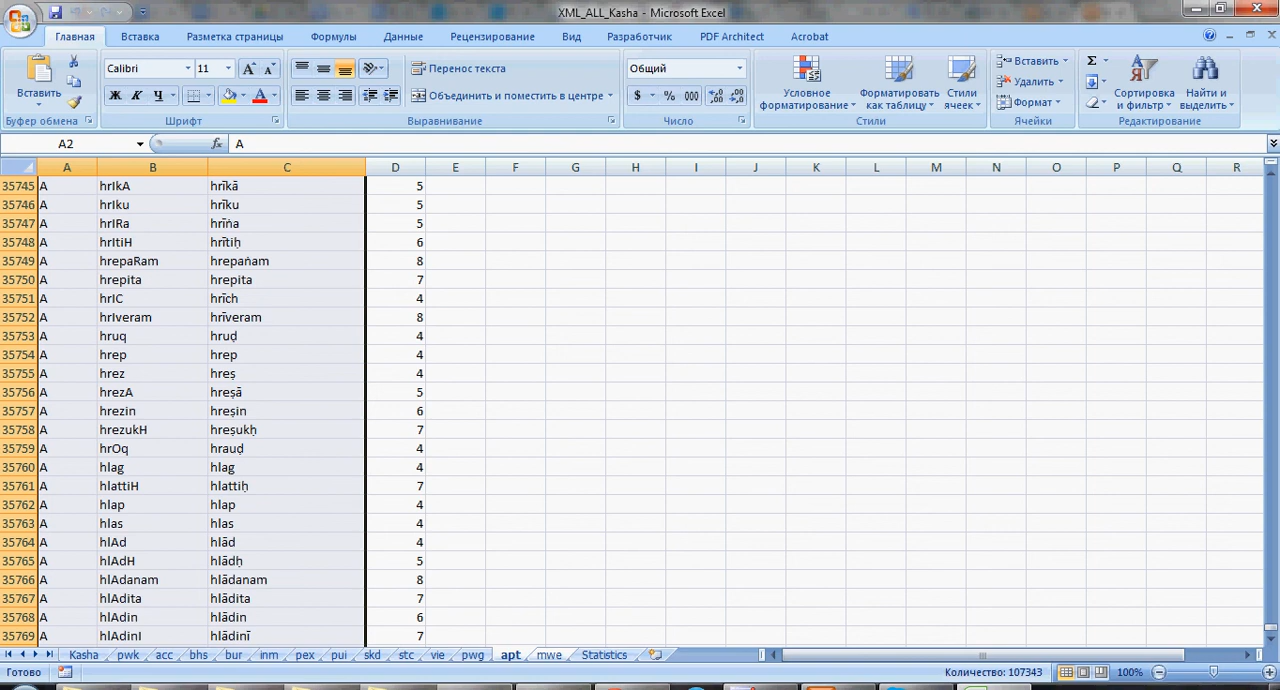 XML_ALL_Kasha - Microsoft Excel
Главная Вставка Разметка страницы Формулы Данные Рецензирование Вид Разработчик PDF Architect Acrobat
Вставить Calibri 11 Перенос текста Общий Условное форматирование Форматировать как таблицу Стили ячеек Вставить Удалить Формат Сортировка и фильтр Найти и выделить
Ж К Ч Объединить и поместить в центре $ % 000
Буфер обмена Шрифт Выравнивание Число Стили Ячейки Редактирование
A2 fx A
A B C D E F G H I J K L M N O P Q R
35745 A hrIkA hrīkā 5
35746 A hrIku hrīku 5
35747 A hrIRa hrīṅa 5
35748 A hrItiH hrītiḥ 6
35749 A hrepaRam hrepaṅam 8
35750 A hrepita hrepita 7
35751 A hrIC hrīch 4
35752 A hrIveram hrīveram 8
35753 A hruq hruḍ 4
35754 A hrep hrep 4
35755 A hrez hreṣ 4
35756 A hrezA hreṣā 5
35757 A hrezin hreṣin 6
35758 A hrezukH hreṣukḥ 7
35759 A hrOq hrauḍ 4
35760 A hlag hlag 4
35761 A hlattiH hlattiḥ 7
35762 A hlap hlap 4
35763 A hlas hlas 4
35764 A hlAd hlād 4
35765 A hlAdH hlādḥ 5
35766 A hlAdanam hlādanam 8
35767 A hlAdita hlādita 7
35768 A hlAdin hlādin 6
35769 A hlAdinI hlādinī 7
Kasha pwk acc bhs bur inm pex pui skd stc vie pwg apt mwe Statistics
Готово Количество: 107343 100%